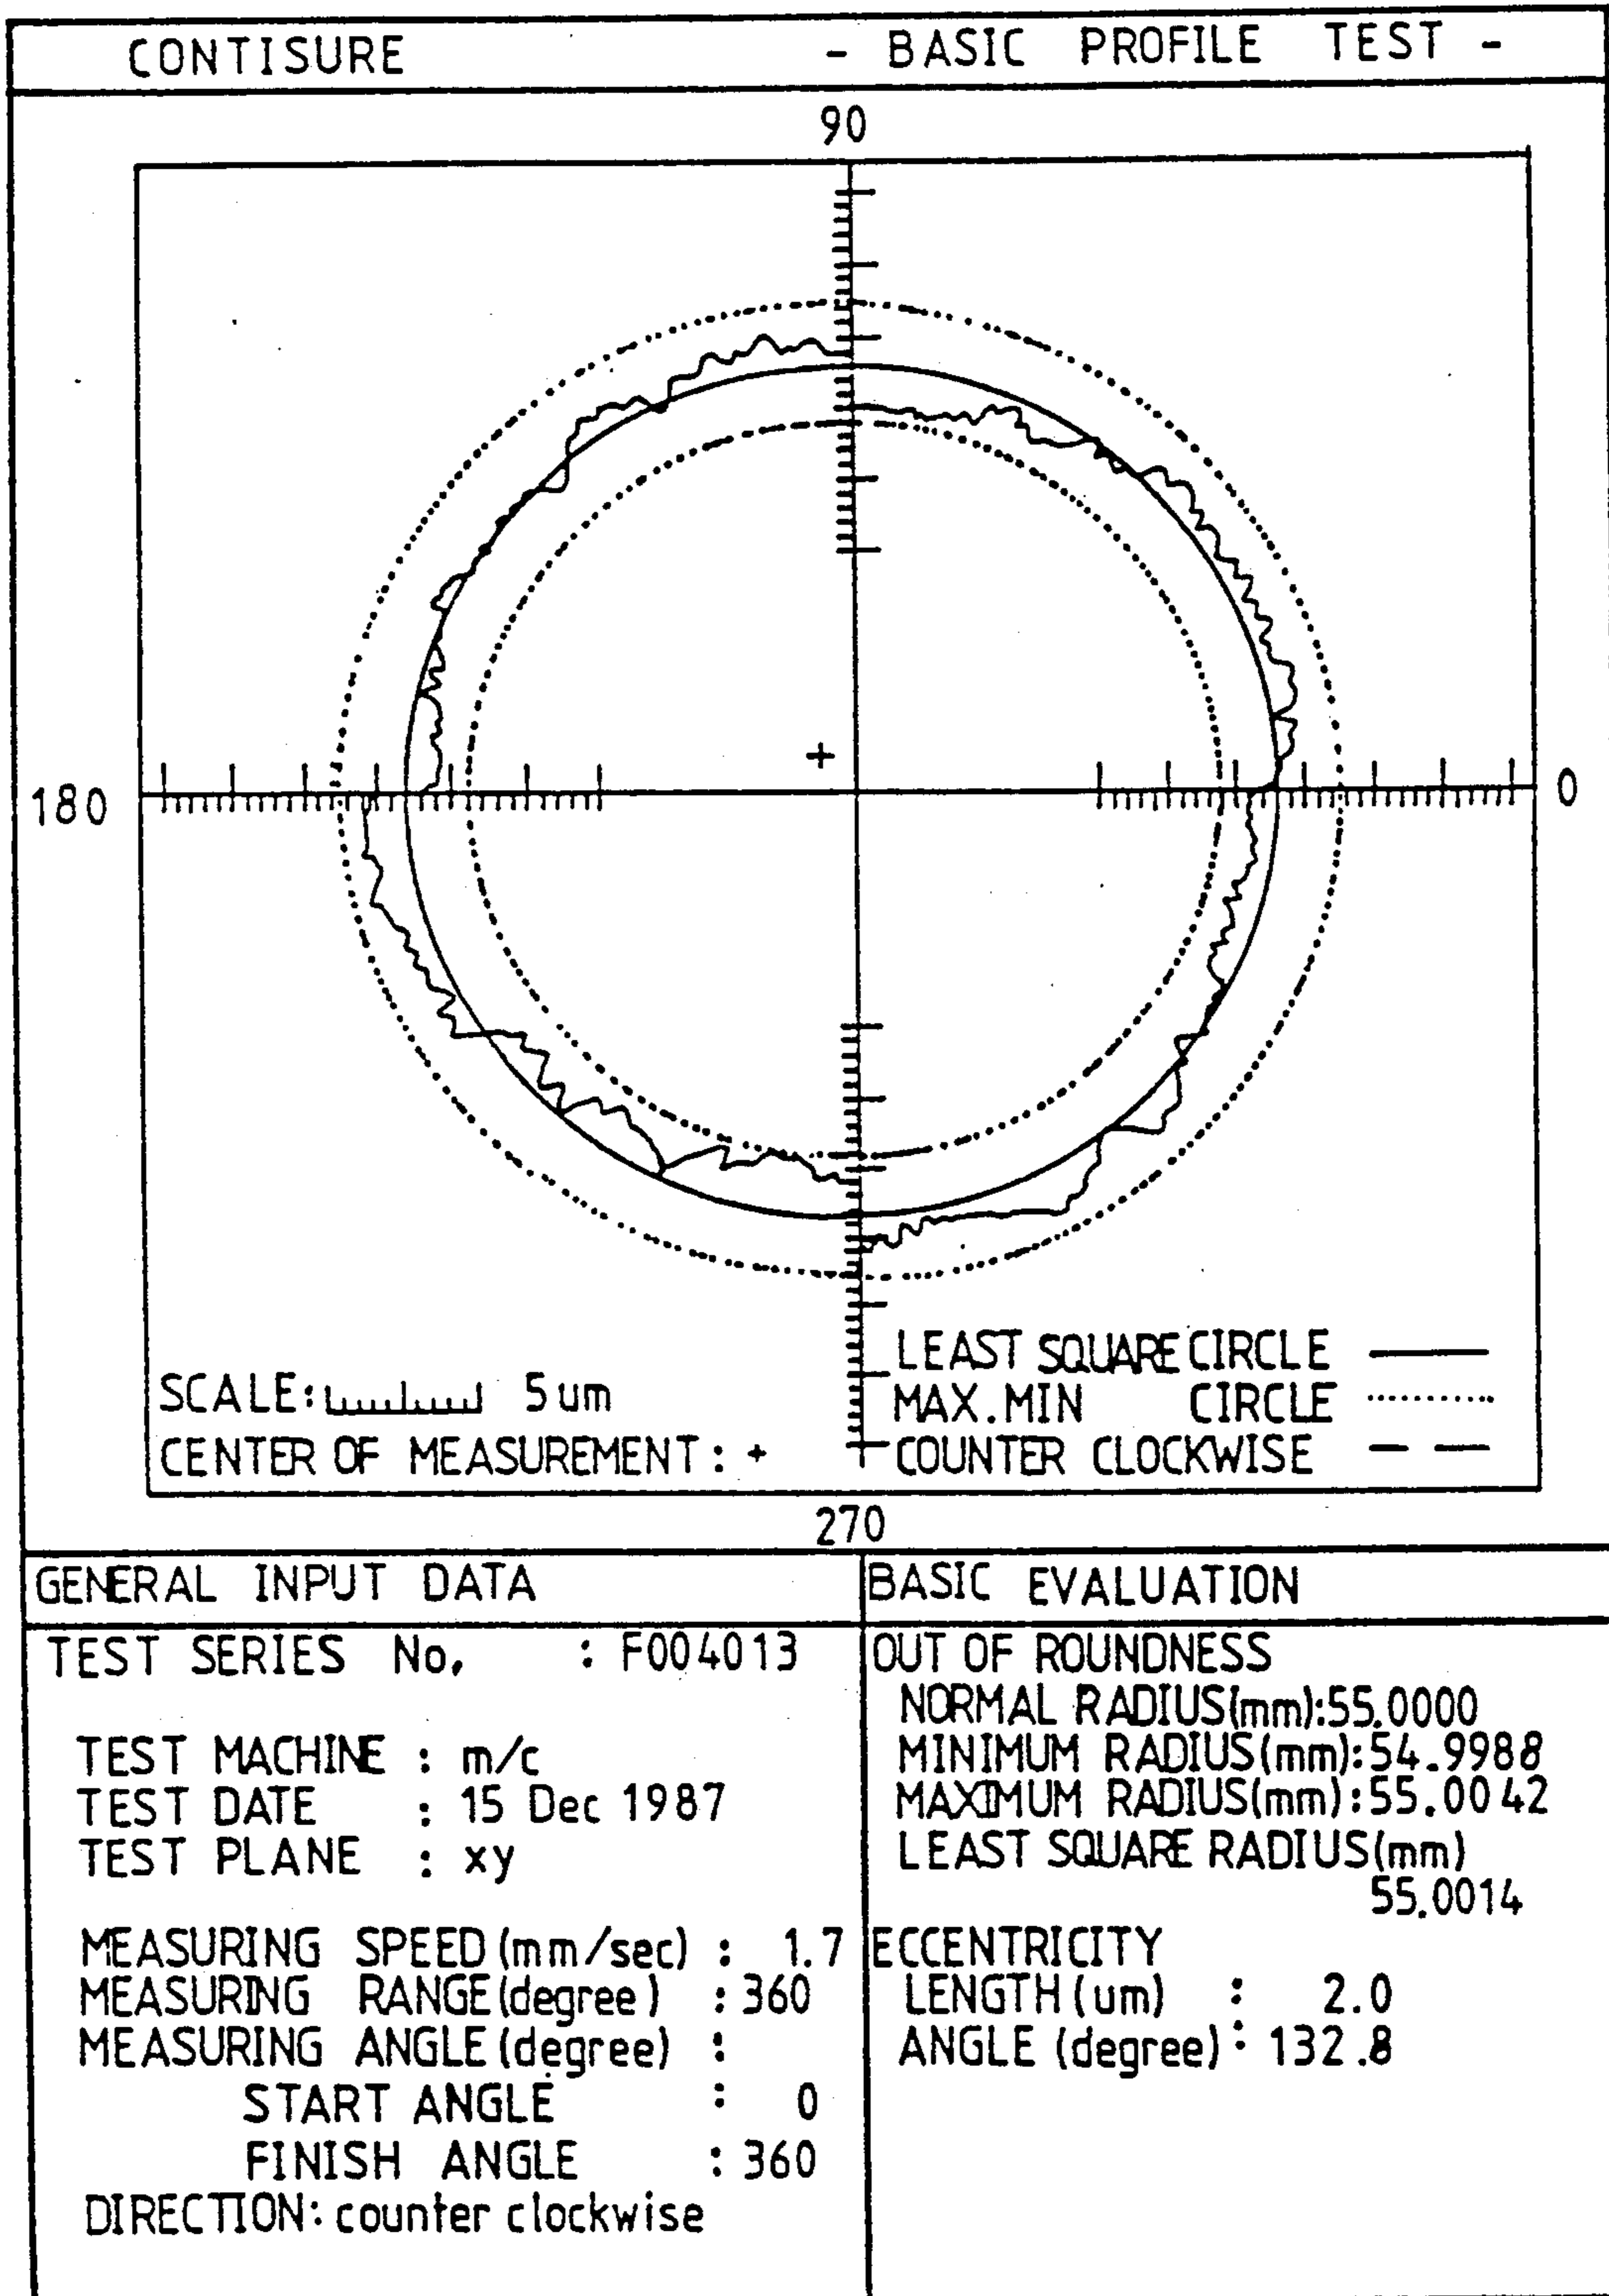 CONTISURE - BASIC PROFILE TEST -
90
180
0
SCALE: 5 um
CENTER OF MEASUREMENT : +
LEAST SQUARE CIRCLE
MAX.MIN CIRCLE
COUNTER CLOCKWISE
270
GENERAL INPUT DATA
TEST SERIES No, : F004013
TEST MACHINE : m/c
TEST DATE : 15 Dec 1987
TEST PLANE : xy
MEASURING SPEED (mm/sec) : 1.7
MEASURING RANGE (degree) : 360
MEASURING ANGLE (degree) :
START ANGLE : 0
FINISH ANGLE : 360
DIRECTION: counter clockwise
BASIC EVALUATION
OUT OF ROUNDNESS
NORMAL RADIUS(mm):55.0000
MINIMUM RADIUS(mm):54.9988
MAXIMUM RADIUS(mm):55.0042
LEAST SQUARE RADIUS(mm)
55.0014
ECCENTRICITY
LENGTH (um) : 2.0
ANGLE (degree) : 132.8